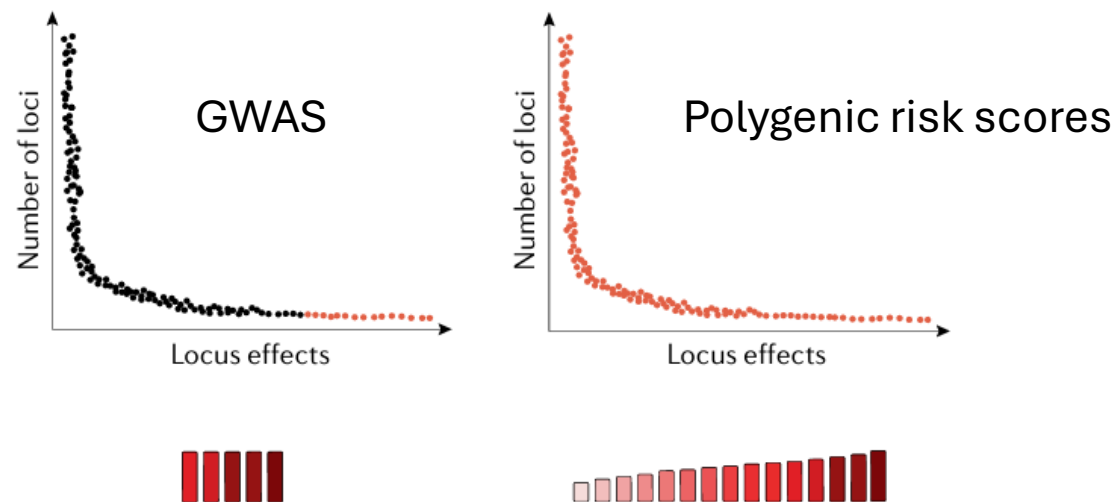 GWAS
Number of loci
Locus effects
Polygenic risk scores
Number of loci
Locus effects